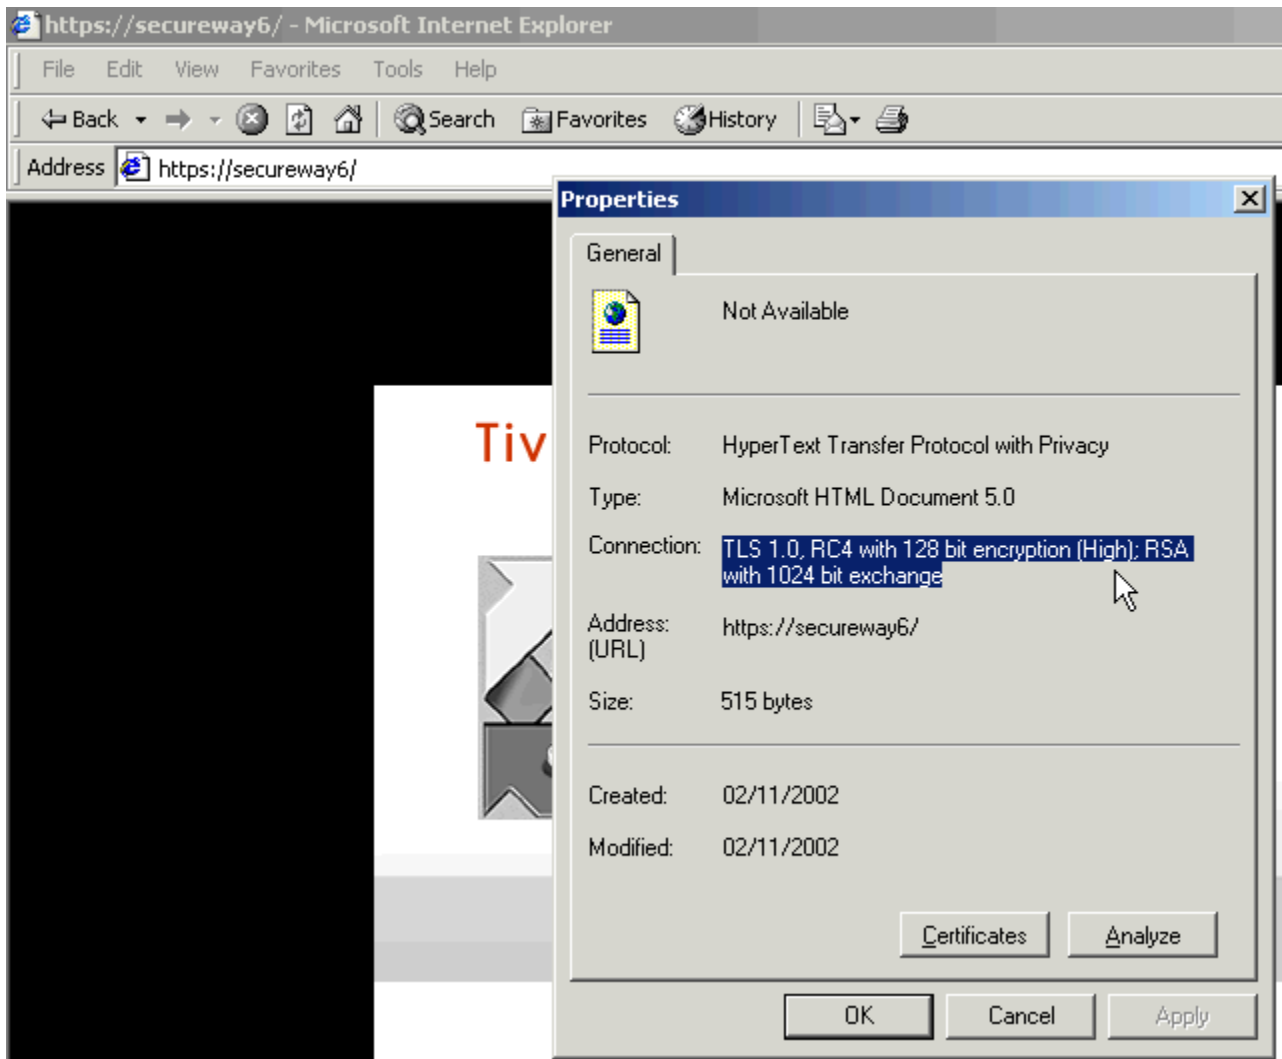 https://secureway6/ - Microsoft Internet Explorer
File Edit View Favorites Tools Help
Back Search Favorites History
Address https://secureway6/
Properties
General
Not Available
Tiv
Protocol: HyperText Transfer Protocol with Privacy
Type: Microsoft HTML Document 5.0
Connection: TLS 1.0, RC4 with 128 bit encryption (High); RSA
with 1024 bit exchange
Address: https://secureway6/
(URL)
Size: 515 bytes
Created: 02/11/2002
Modified: 02/11/2002
Certificates Analyze
OK Cancel Apply